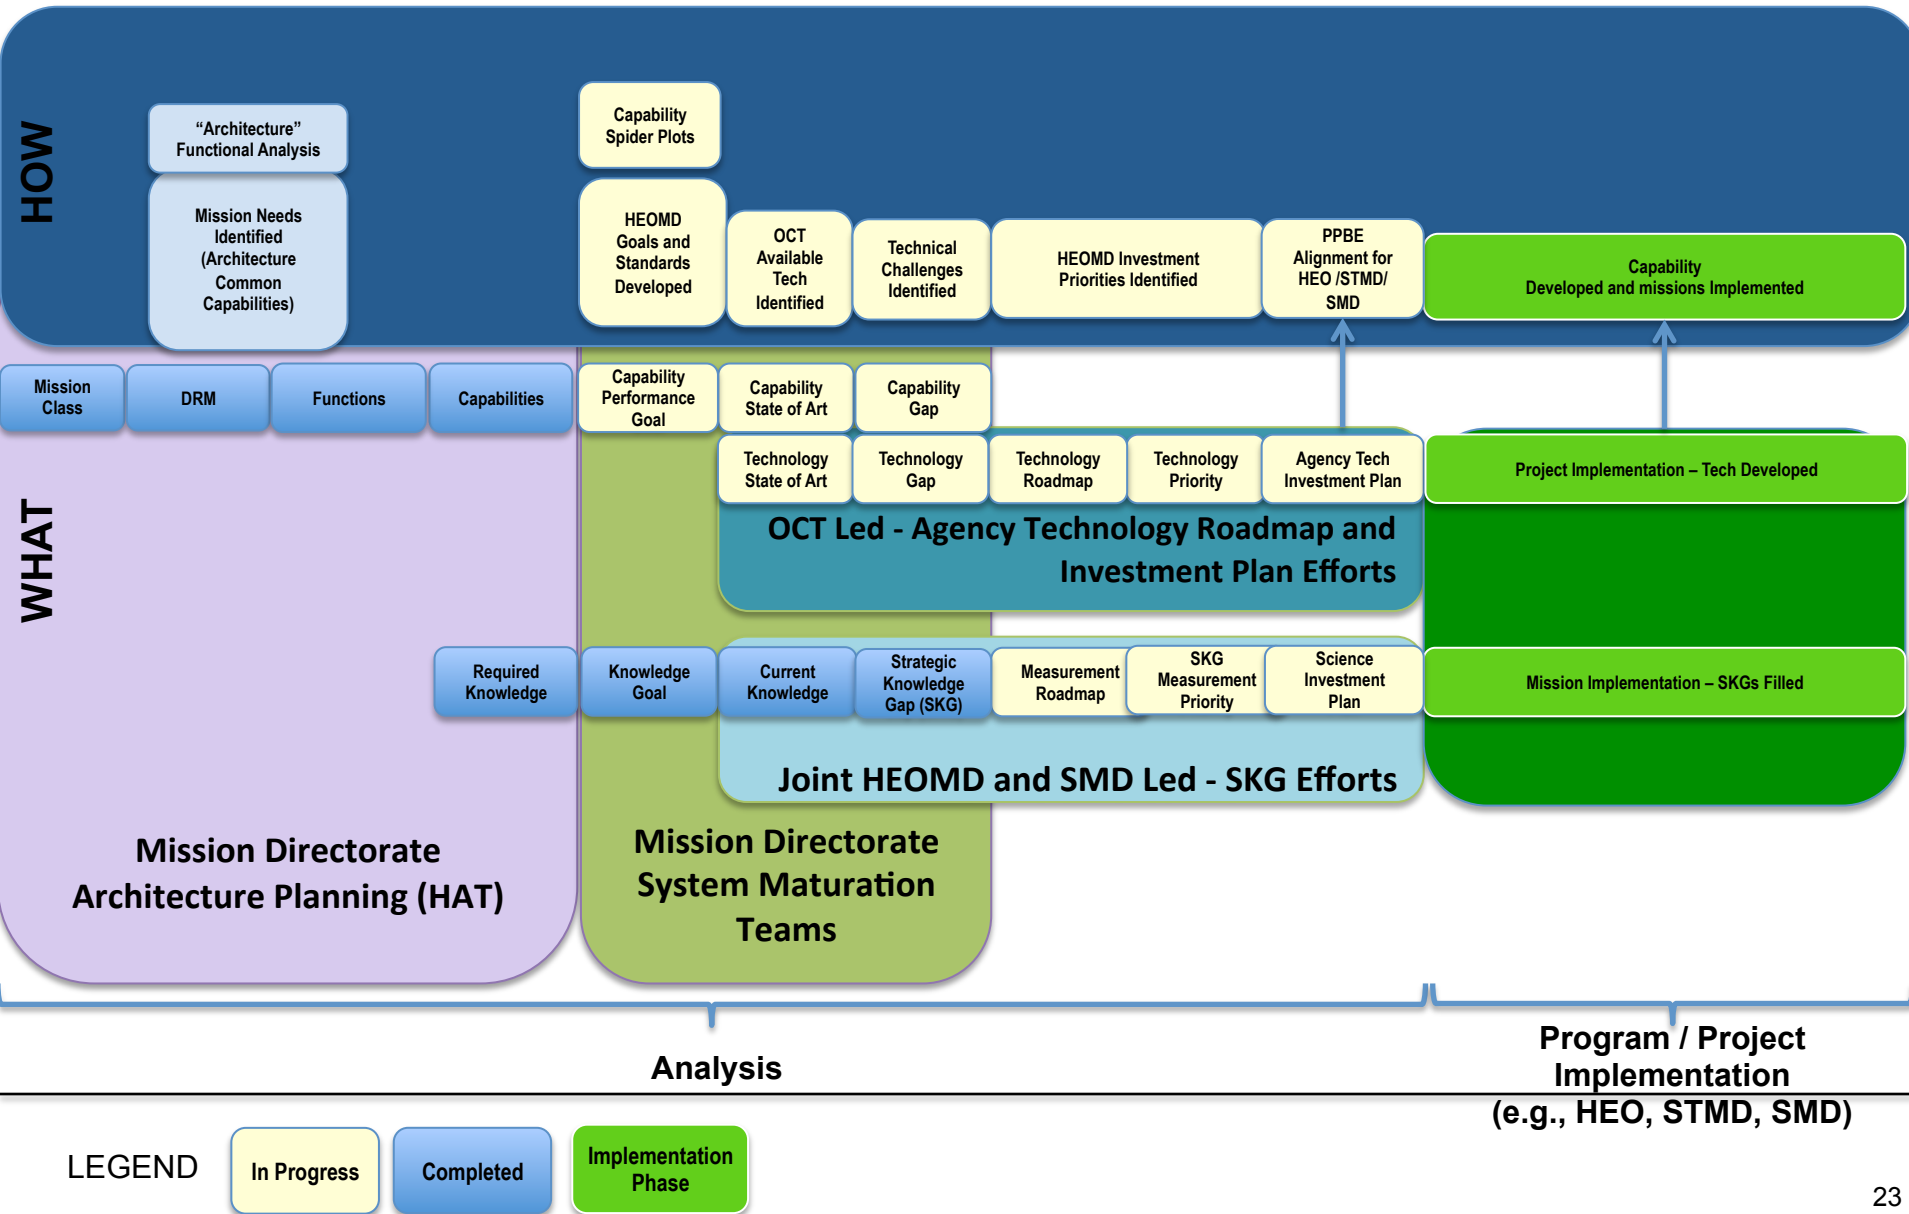 HOW
“Architecture”
Functional Analysis
Mission Needs
Identified
(Architecture
Common
Capabilities)
Capability
Spider Plots
HEOMD
Goals and
Standards
Developed
OCT
Available
Tech
Identified
Technical
Challenges
Identified
HEOMD Investment
Priorities Identified
PPBE
Alignment for
HEO /STMD/
SMD
Capability
Developed and missions Implemented
WHAT
Mission
Class
DRM
Functions
Capabilities
Capability
Performance
Goal
Capability
State of Art
Capability
Gap
Technology
State of Art
Technology
Gap
Technology
Roadmap
Technology
Priority
Agency Tech
Investment Plan
Project Implementation – Tech Developed
OCT Led - Agency Technology Roadmap and
Investment Plan Efforts
Required
Knowledge
Knowledge
Goal
Current
Knowledge
Strategic
Knowledge
Gap (SKG)
Measurement
Roadmap
SKG
Measurement
Priority
Science
Investment
Plan
Mission Implementation – SKGs Filled
Joint HEOMD and SMD Led - SKG Efforts
Mission Directorate
Architecture Planning (HAT)
Mission Directorate
System Maturation
Teams
Analysis
Program / Project
Implementation
(e.g., HEO, STMD, SMD)
LEGEND
In Progress
Completed
Implementation
Phase
23